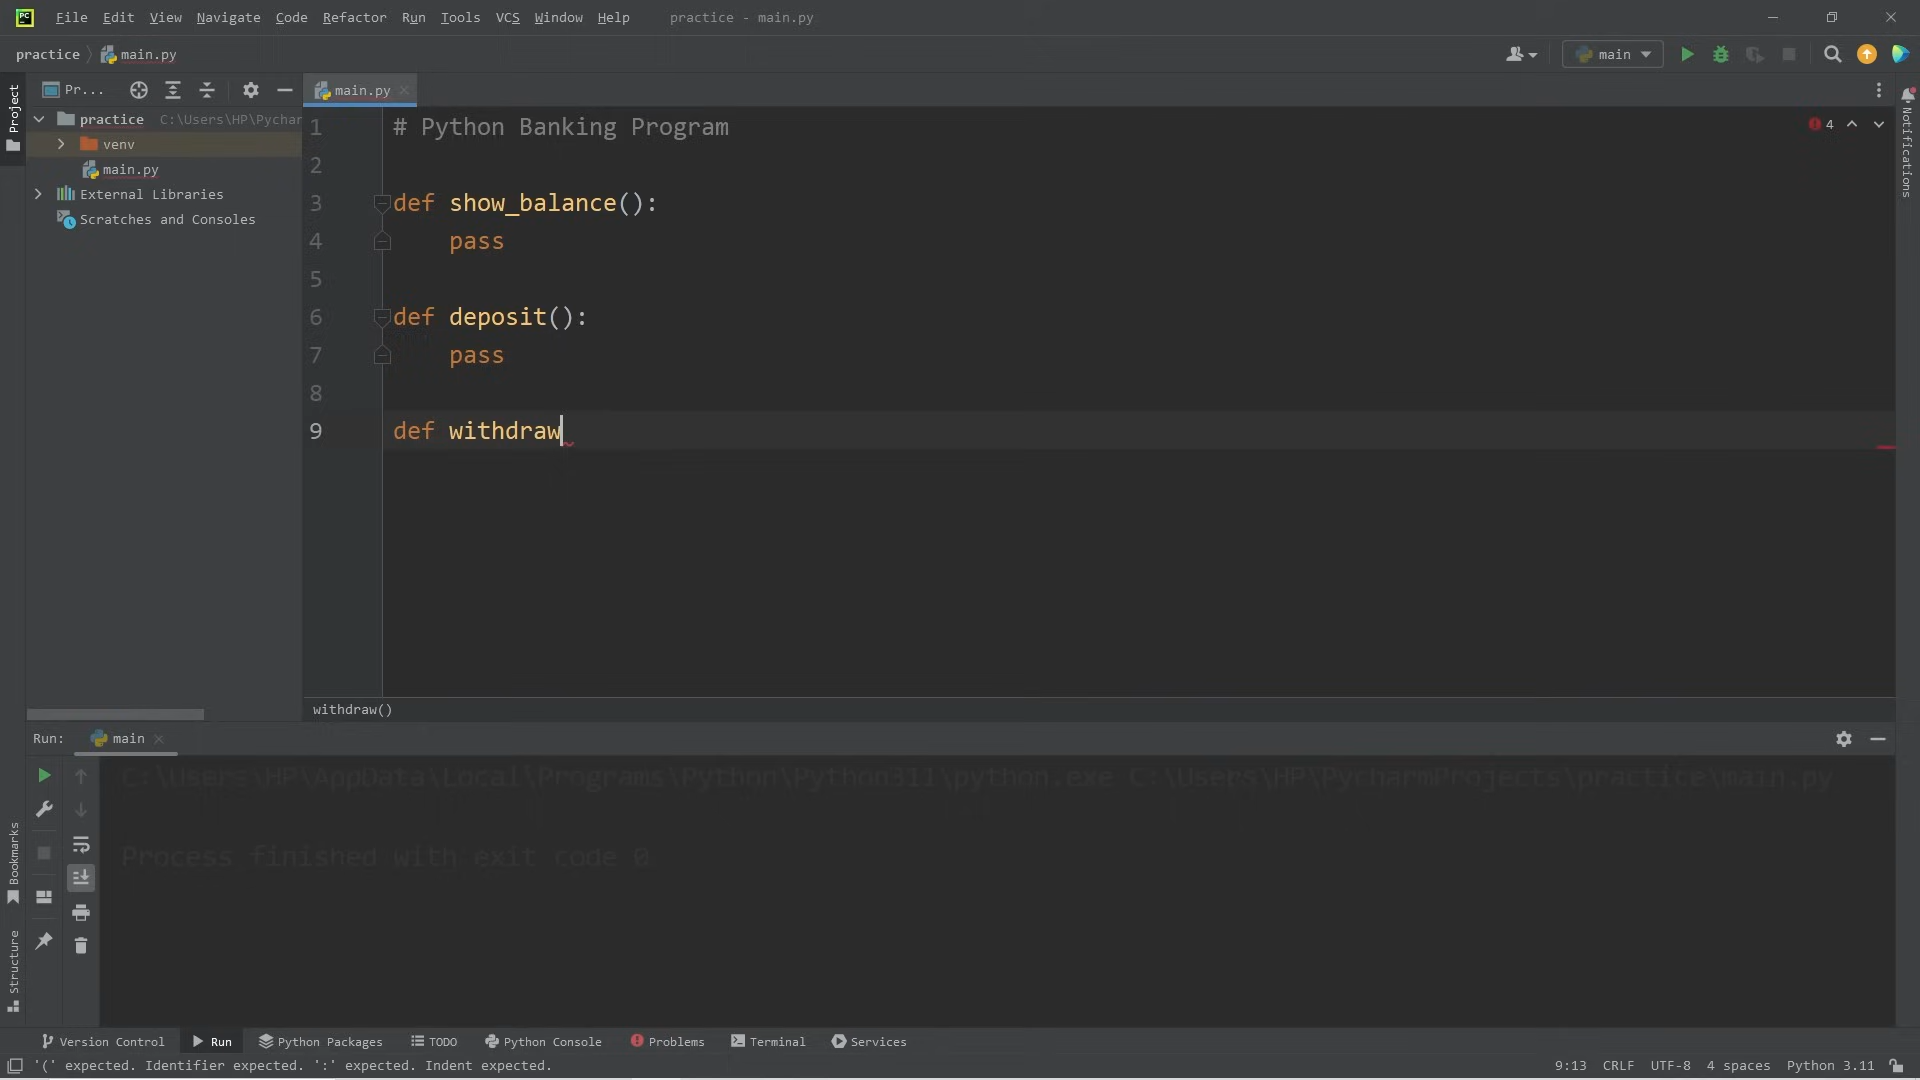 File Edit View Navigate Code Refactor Run Tools VCS Window Help practice - main.py
practice main.py main
Project Pr... main.py
practice C:\Users\HP\Pychar
venv
main.py
External Libraries
Scratches and Consoles
1 # Python Banking Program
2
3 def show_balance():
4 pass
5
6 def deposit():
7 pass
8
9 def withdraw
4
Notifications
withdraw()
Run: main
C:\Users\HP\AppData\Local\Programs\Python\Python311\python.exe C:\Users\HP\PycharmProjects\practice\main.py
Process finished with exit code 0
Bookmarks
Structure
Version Control Run Python Packages TODO Python Console Problems Terminal Services
'(' expected. Identifier expected. ':' expected. Indent expected. 9:13 CRLF UTF-8 4 spaces Python 3.11